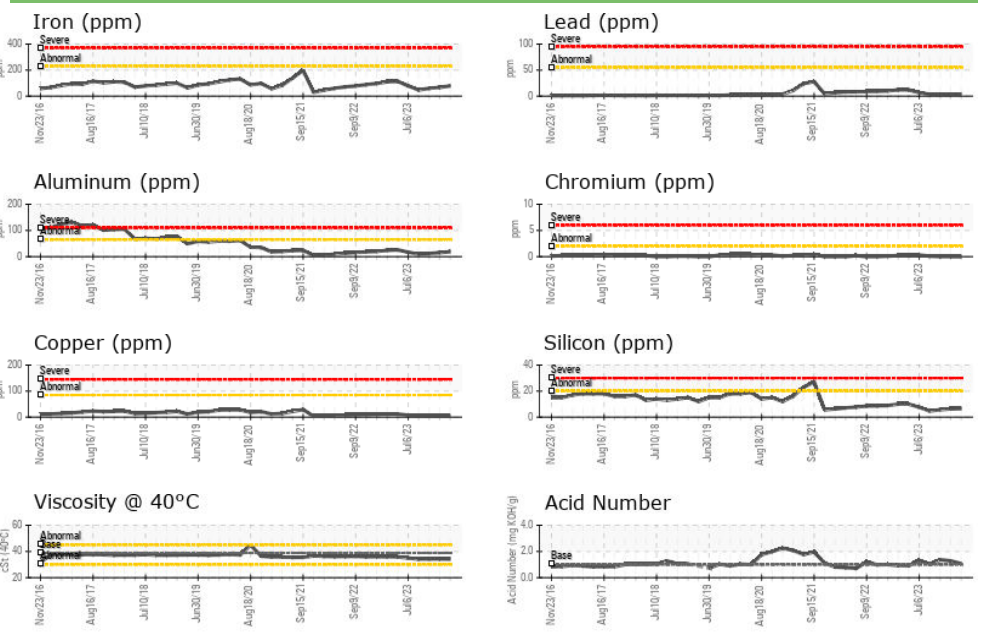 Iron (ppm)
400
200
0
ppm
Severe
Abnormal
Nov23/16
Aug16/17
Jul10/18
Jun30/19
Aug18/20
Sep15/21
Sep9/22
Jul6/23
Lead (ppm)
100
50
0
ppm
Severe
Abnormal
Nov23/16
Aug16/17
Jul10/18
Jun30/19
Aug18/20
Sep15/21
Sep9/22
Jul6/23
Aluminum (ppm)
200
100
0
ppm
Severe
Abnormal
Nov23/16
Aug16/17
Jul10/18
Jun30/19
Aug18/20
Sep15/21
Sep9/22
Jul6/23
Chromium (ppm)
10
5
0
ppm
Severe
Abnormal
Nov23/16
Aug16/17
Jul10/18
Jun30/19
Aug18/20
Sep15/21
Sep9/22
Jul6/23
Copper (ppm)
200
100
0
ppm
Severe
Abnormal
Nov23/16
Aug16/17
Jul10/18
Jun30/19
Aug18/20
Sep15/21
Sep9/22
Jul6/23
Silicon (ppm)
40
20
0
ppm
Severe
Abnormal
Nov23/16
Aug16/17
Jul10/18
Jun30/19
Aug18/20
Sep15/21
Sep9/22
Jul6/23
Viscosity @ 40°C
60
40
20
cSt (40°C)
Abnormal
Base
Abnormal
Nov23/16
Aug16/17
Jul10/18
Jun30/19
Aug18/20
Sep15/21
Sep9/22
Jul6/23
Acid Number
4.0
2.0
0.0
Acid Number (mg KOH/g)
Base
Nov23/16
Aug16/17
Jul10/18
Jun30/19
Aug18/20
Sep15/21
Sep9/22
Jul6/23